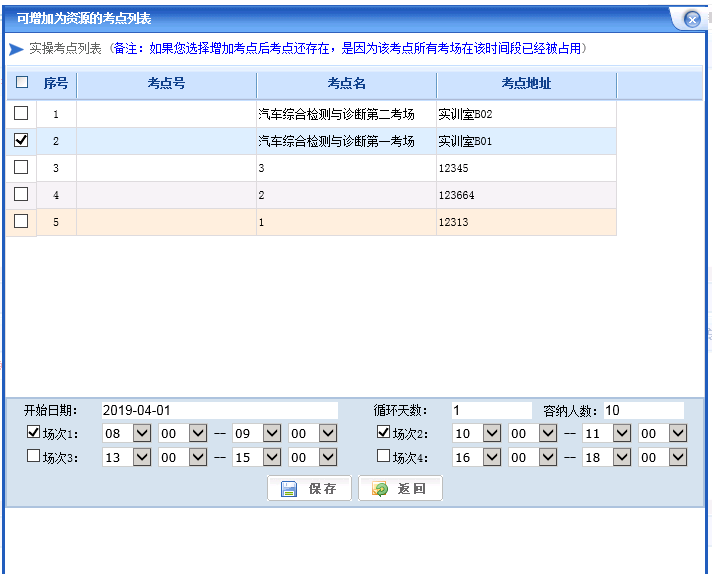 可增加为资源的考点列表
实操考点列表（备注：如果您选择增加考点后考点还存在，是因为该考点所有考场在该时间段已经被占用）
序号 考点号 考点名 考点地址
1 汽车综合检测与诊断第二考场 实训室B02
2 汽车综合检测与诊断第一考场 实训室B01
3 3 12345
4 2 123664
5 1 12313
开始日期： 2019-04-01 循环天数： 1 容纳人数： 10
场次1： 08 00 -- 09 00 场次2： 10 00 -- 11 00
场次3： 13 00 -- 15 00 场次4： 16 00 -- 18 00
保存 返回